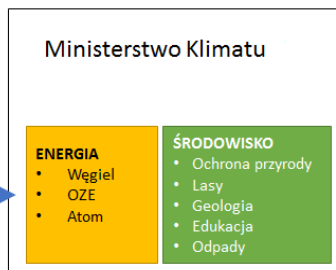 Ministerstwo Klimatu
ENERGIA
• Węgiel
• OZE
• Atom
ŚRODOWISKO
• Ochrona przyrody
• Lasy
• Geologia
• Edukacja
• Odpady